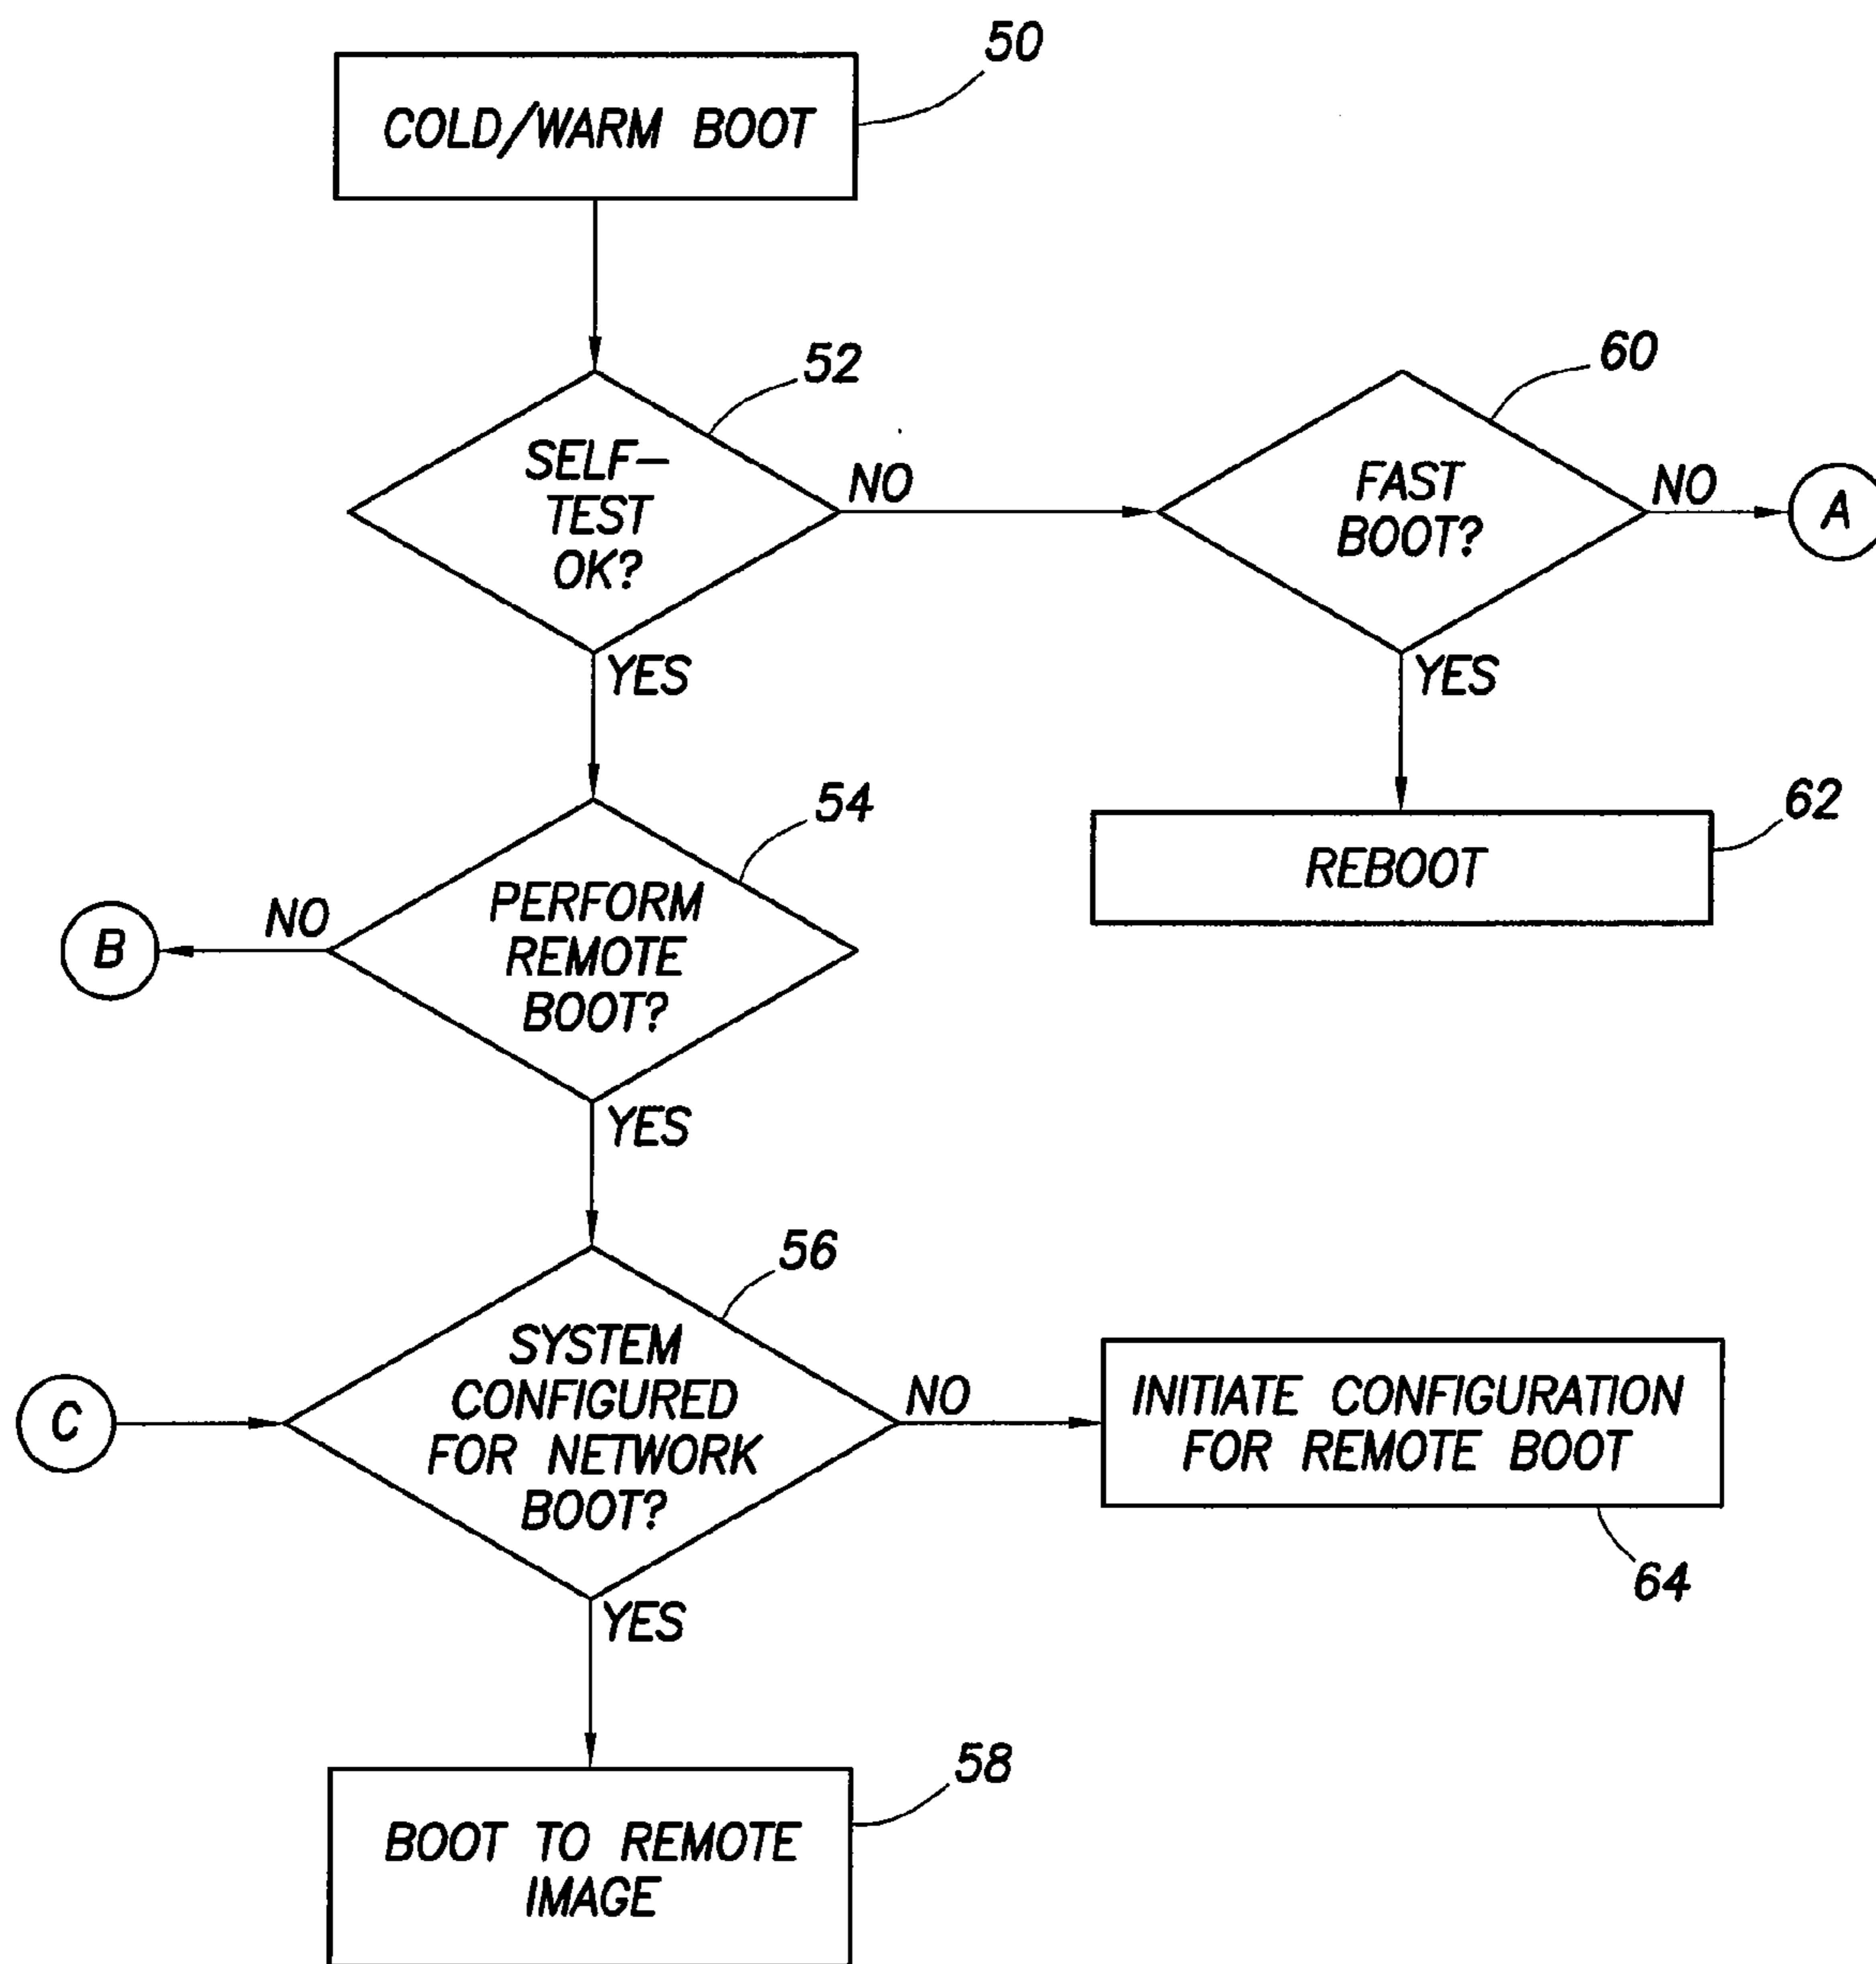 50
COLD/WARM BOOT
52
60
SELF-
TEST
OK?
NO
FAST
BOOT?
NO
A
YES
YES
54
62
PERFORM
REMOTE
BOOT?
NO
B
REBOOT
YES
56
SYSTEM
CONFIGURED
FOR NETWORK
BOOT?
C
NO
INITIATE CONFIGURATION
FOR REMOTE BOOT
64
YES
58
BOOT TO REMOTE
IMAGE